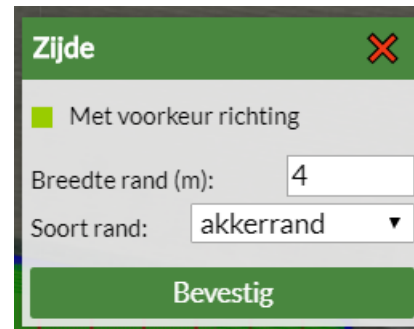 Zijde
Met voorkeur richting
Breedte rand (m): 4
Soort rand: akkerrand
Bevestig